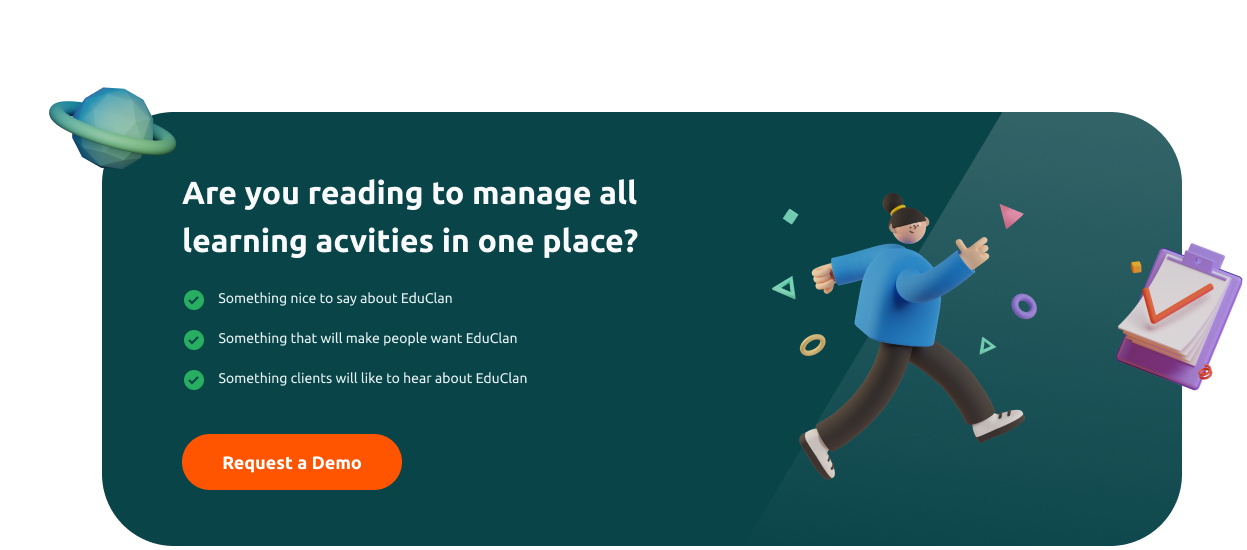 Are you reading to manage all
learning acvities in one place?
Something nice to say about EduClan
Something that will make people want EduClan
Something clients will like to hear about EduClan
Request a Demo